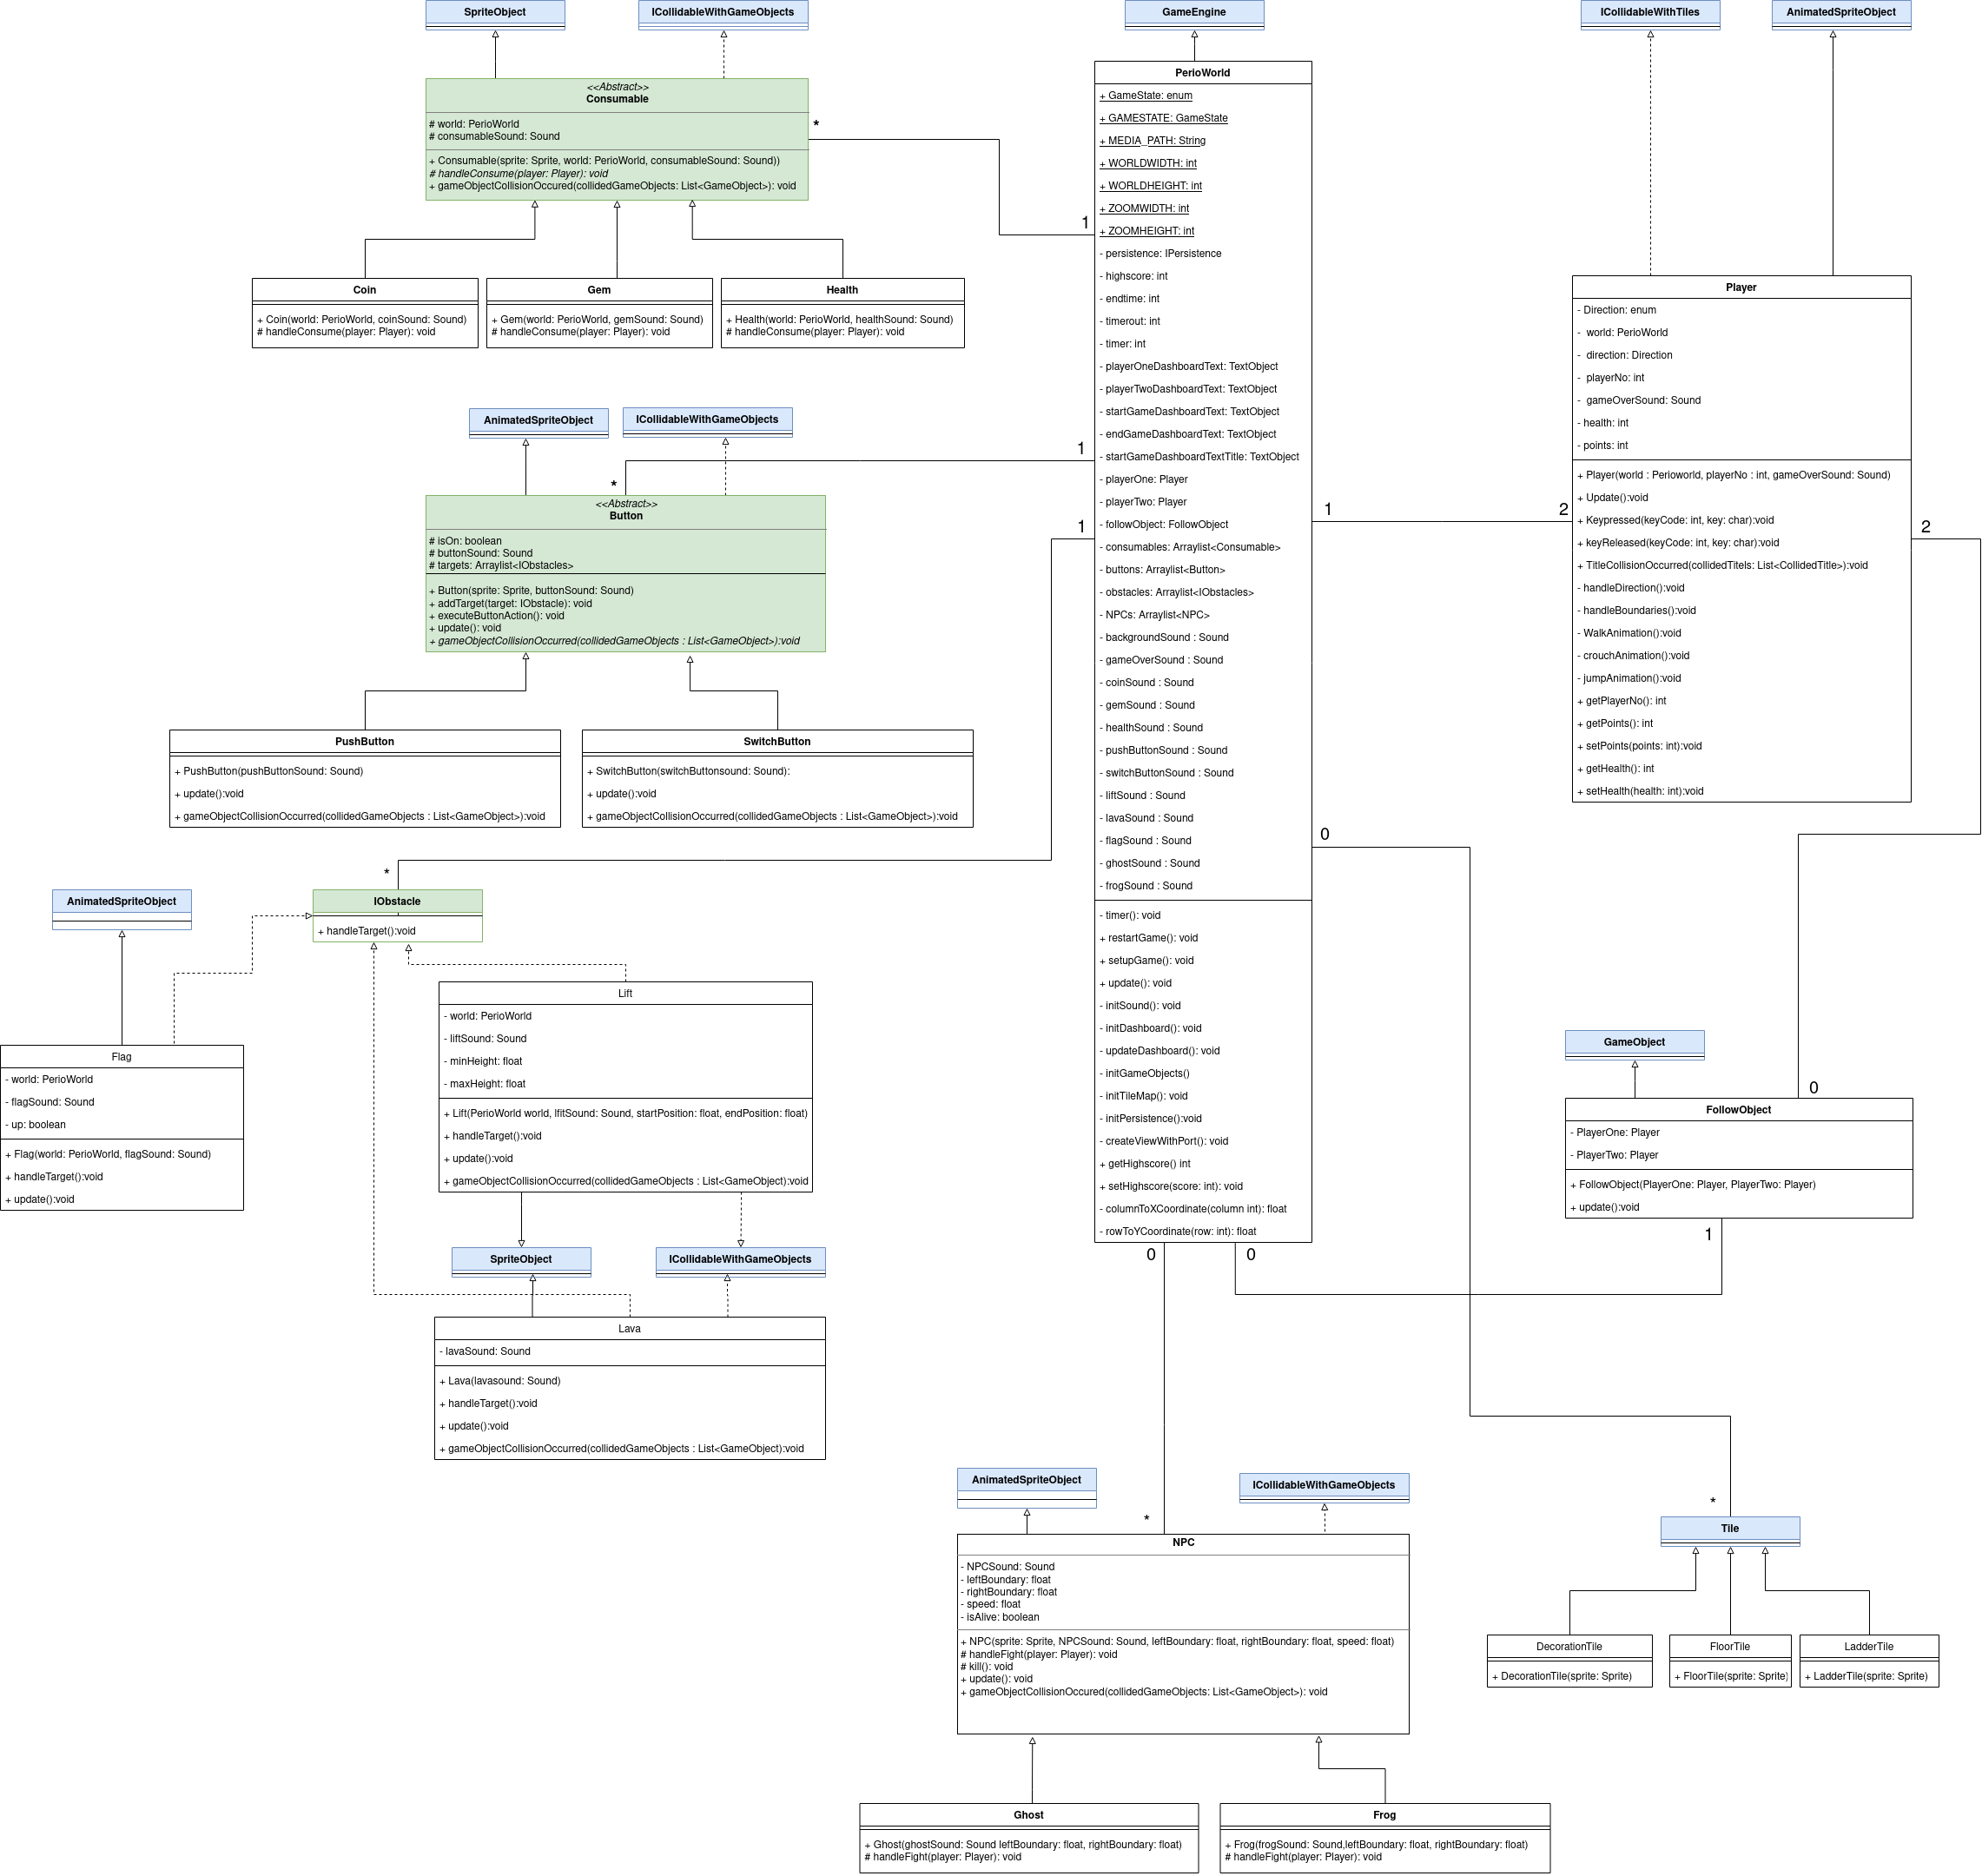 SpriteObject
ICollidableWithGameObjects
<<Abstract>>
Consumable
# world: PerioWorld
# consumableSound: Sound
+ Consumable(sprite: Sprite, world: PerioWorld, consumableSound: Sound))
# handleConsume(player: Player): void
+ gameObjectCollisionOccured(collidedGameObjects: List<GameObject>): void
*
1
Coin
+ Coin(world: PerioWorld, coinSound: Sound)
# handleConsume(player: Player): void
Gem
+ Gem(world: PerioWorld, gemSound: Sound)
# handleConsume(player: Player): void
Health
+ Health(world: PerioWorld, healthSound: Sound)
# handleConsume(player: Player): void
AnimatedSpriteObject
ICollidableWithGameObjects
1
*
<<Abstract>>
Button
# isOn: boolean
# buttonSound: Sound
# targets: Arraylist<IObstacles>
+ Button(sprite: Sprite, buttonSound: Sound)
+ addTarget(target: IObstacle): void
+ executeButtonAction(): void
+ update(): void
+ gameObjectCollisionOccurred(collidedGameObjects : List<GameObject>):void
1
PushButton
+ PushButton(pushButtonSound: Sound)
+ update():void
+ gameObjectCollisionOccurred(collidedGameObjects : List<GameObject>):void
SwitchButton
+ SwitchButton(switchButtonsound: Sound):
+ update():void
+ gameObjectCollisionOccurred(collidedGameObjects : List<GameObject>):void
*
AnimatedSpriteObject
IObstacle
+ handleTarget():void
Flag
- world: PerioWorld
- flagSound: Sound
- up: boolean
+ Flag(world: PerioWorld, flagSound: Sound)
+ handleTarget():void
+ update():void
Lift
- world: PerioWorld
- liftSound: Sound
- minHeight: float
- maxHeight: float
+ Lift(PerioWorld world, lfitSound: Sound, startPosition: float, endPosition: float)
+ handleTarget():void
+ update():void
+ gameObjectCollisionOccurred(collidedGameObjects : List<GameObject):void
SpriteObject
ICollidableWithGameObjects
Lava
- lavaSound: Sound
+ Lava(lavasound: Sound)
+ handleTarget():void
+ update():void
+ gameObjectCollisionOccurred(collidedGameObjects : List<GameObject):void
GameEngine
PerioWorld
+ GameState: enum
+ GAMESTATE: GameState
+ MEDIA_PATH: String
+ WORLDWIDTH: int
+ WORLDHEIGHT: int
+ ZOOMWIDTH: int
+ ZOOMHEIGHT: int
- persistence: IPersistence
- highscore: int
- endtime: int
- timerout: int
- timer: int
- playerOneDashboardText: TextObject
- playerTwoDashboardText: TextObject
- startGameDashboardText: TextObject
- endGameDashboardText: TextObject
- startGameDashboardTextTitle: TextObject
- playerOne: Player
- playerTwo: Player
- followObject: FollowObject
- consumables: Arraylist<Consumable>
- buttons: Arraylist<Button>
- obstacles: Arraylist<IObstacles>
- NPCs: Arraylist<NPC>
- backgroundSound : Sound
- gameOverSound : Sound
- coinSound : Sound
- gemSound : Sound
- healthSound : Sound
- pushButtonSound : Sound
- switchButtonSound : Sound
- liftSound : Sound
- lavaSound : Sound
- flagSound : Sound
- ghostSound : Sound
- frogSound : Sound
- timer(): void
+ restartGame(): void
+ setupGame(): void
+ update(): void
- initSound(): void
- initDashboard(): void
- updateDashboard(): void
- initGameObjects()
- initTileMap(): void
- initPersistence():void
- createViewWithPort(): void
+ getHighscore() int
+ setHighscore(score: int): void
- columnToXCoordinate(column int): float
- rowToYCoordinate(row: int): float
0
0
1
2
0
ICollidableWithTiles
AnimatedSpriteObject
Player
- Direction: enum
- world: PerioWorld
- direction: Direction
- playerNo: int
- gameOverSound: Sound
- health: int
- points: int
+ Player(world : Perioworld, playerNo : int, gameOverSound: Sound)
+ Update():void
+ Keypressed(keyCode: int, key: char):void
+ keyReleased(keyCode: int, key: char):void
+ TitleCollisionOccurred(collidedTitels: List<CollidedTitle>):void
- handleDirection():void
- handleBoundaries():void
- WalkAnimation():void
- crouchAnimation():void
- jumpAnimation():void
+ getPlayerNo(): int
+ getPoints(): int
+ setPoints(points: int):void
+ getHealth(): int
+ setHealth(health: int):void
2
GameObject
0
FollowObject
- PlayerOne: Player
- PlayerTwo: Player
+ FollowObject(PlayerOne: Player, PlayerTwo: Player)
+ update():void
1
AnimatedSpriteObject
ICollidableWithGameObjects
*
NPC
- NPCSound: Sound
- leftBoundary: float
- rightBoundary: float
- speed: float
- isAlive: boolean
+ NPC(sprite: Sprite, NPCSound: Sound, leftBoundary: float, rightBoundary: float, speed: float)
# handleFight(player: Player): void
# kill(): void
+ update(): void
+ gameObjectCollisionOccured(collidedGameObjects: List<GameObject>): void
Ghost
+ Ghost(ghostSound: Sound leftBoundary: float, rightBoundary: float)
# handleFight(player: Player): void
Frog
+ Frog(frogSound: Sound,leftBoundary: float, rightBoundary: float)
# handleFight(player: Player): void
*
Tile
DecorationTile
+ DecorationTile(sprite: Sprite)
FloorTile
+ FloorTile(sprite: Sprite)
LadderTile
+ LadderTile(sprite: Sprite)